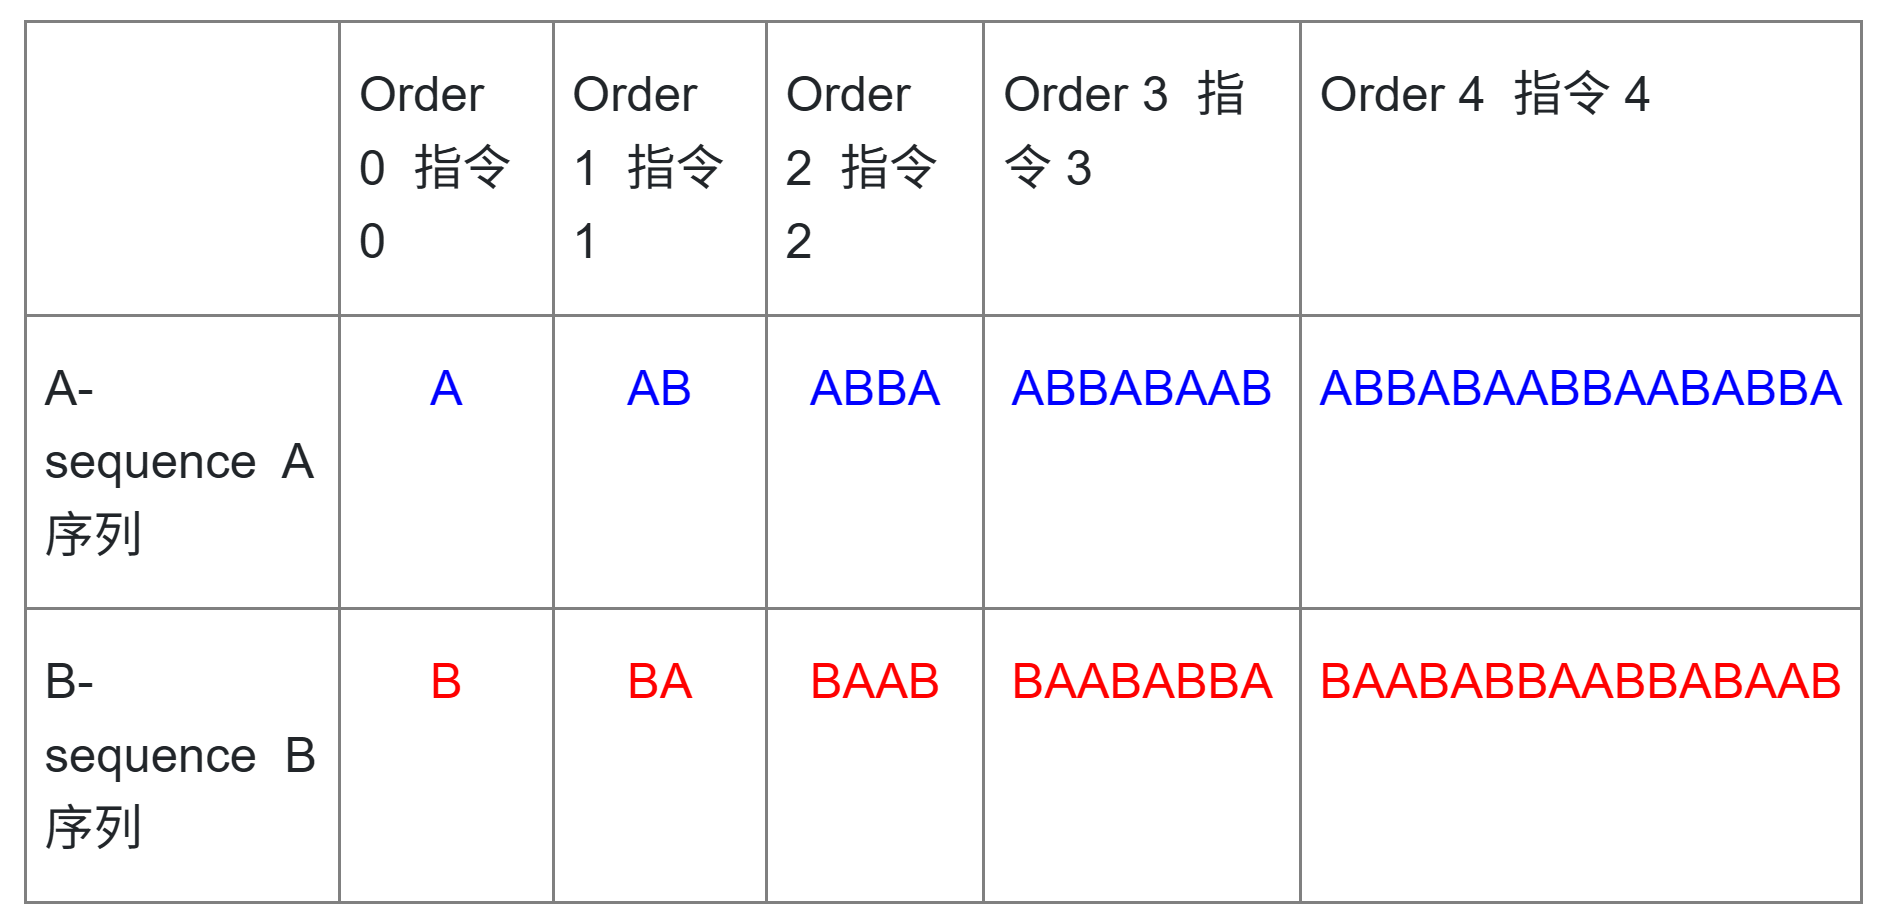 Order
0 指令
0
Order
1 指令
1
Order
2 指令
2
Order 3 指
令 3
Order 4 指令 4
A-
sequence A
序列
A
AB
ABBA
ABBABAAB
ABBABAABBAABABBA
B-
sequence B
序列
B
BA
BAAB
BAABABBA
BAABABBAABBABAAB